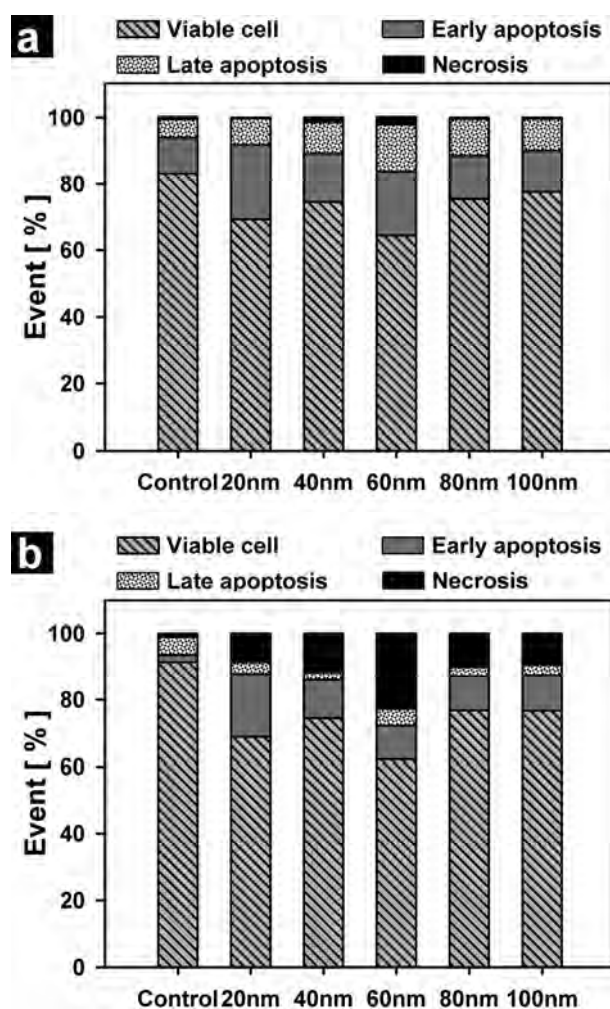 a
Viable cell Early apoptosis
Late apoptosis Necrosis
100
80
60
40
20
0
Event [ % ]
Control 20nm 40nm 60nm 80nm 100nm
b
Viable cell Early apoptosis
Late apoptosis Necrosis
100
80
60
40
20
0
Event [ % ]
Control 20nm 40nm 60nm 80nm 100nm